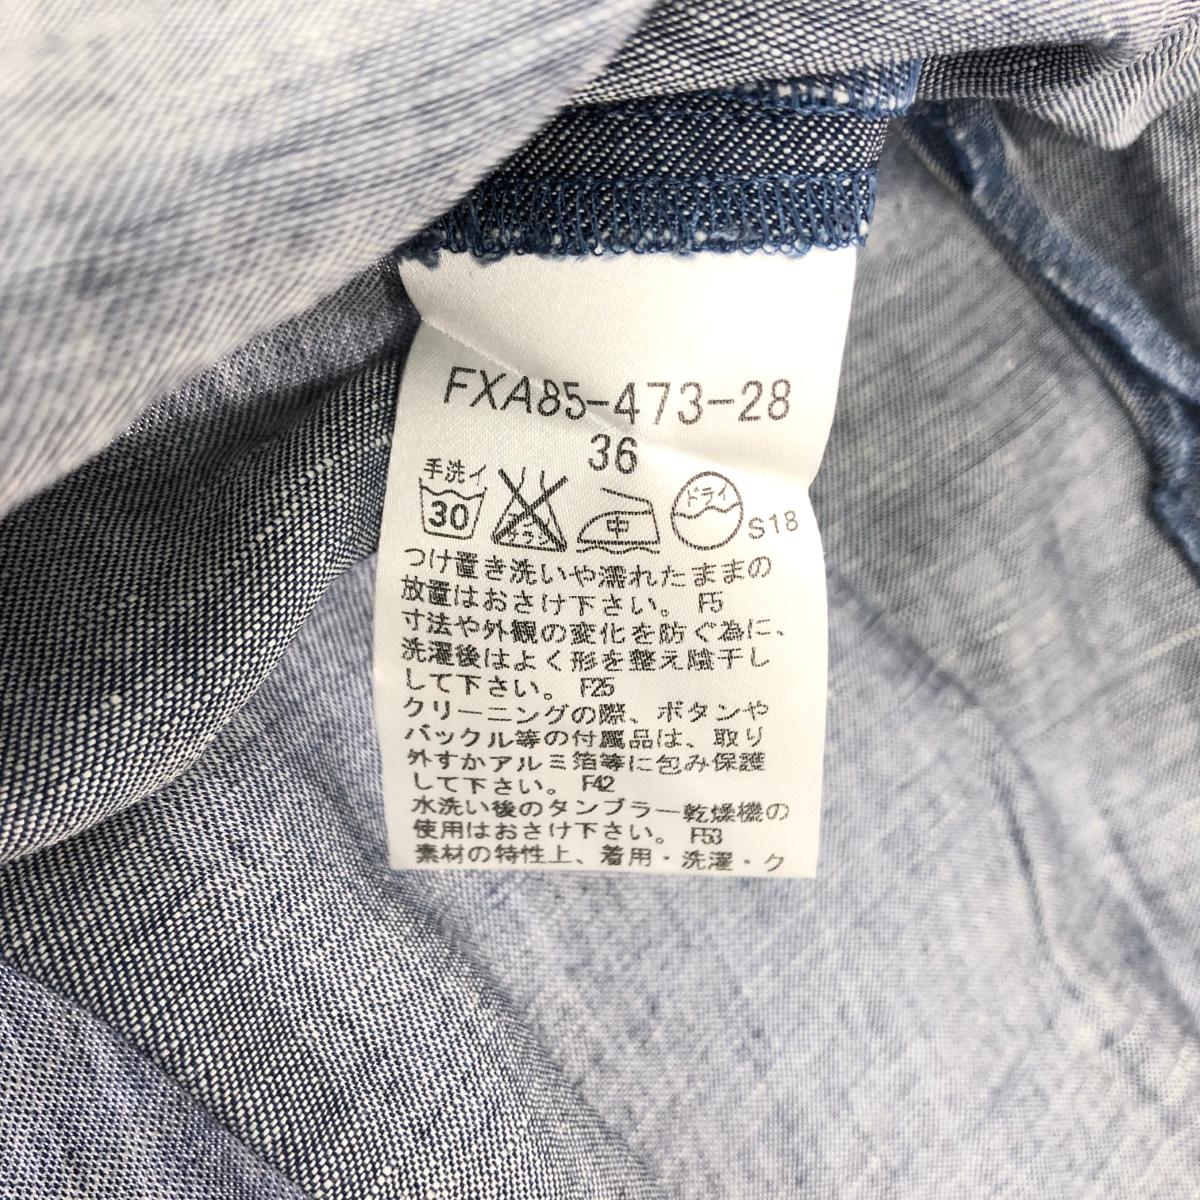 FXA85-473-28
36
手洗イ
30
エンソ
サラシ
中
ドライ
S18
つけ置き洗いや濡れたままの
放置はおさけ下さい。 F5
寸法や外観の変化を防ぐ為に、
洗濯後はよく形を整え陰干し
して下さい。 F25
クリーニングの際、ボタンや
バックル等の付属品は、取り
外すかアルミ箔等に包み保護
して下さい。 F42
水洗い後のタンブラー乾燥機の
使用はおさけ下さい。 F53
素材の特性上、着用・洗濯・ク